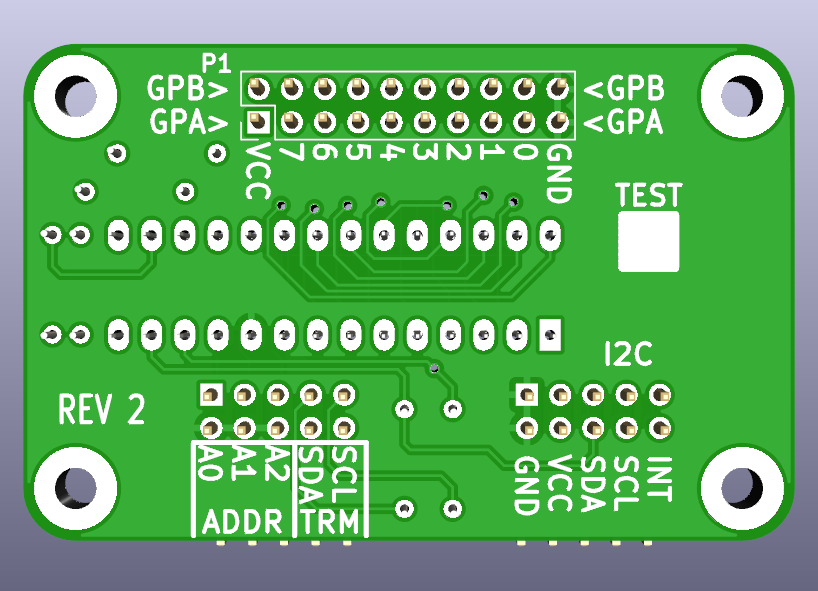 P1
GPB> <GPB
GPA> <GPA
VCC 7 6 5 4 3 2 1 0 GND
TEST
I2C
REV 2
A0 A1 A2 SDA SCL
ADDR TRM
GND VCC SDA SCL INT